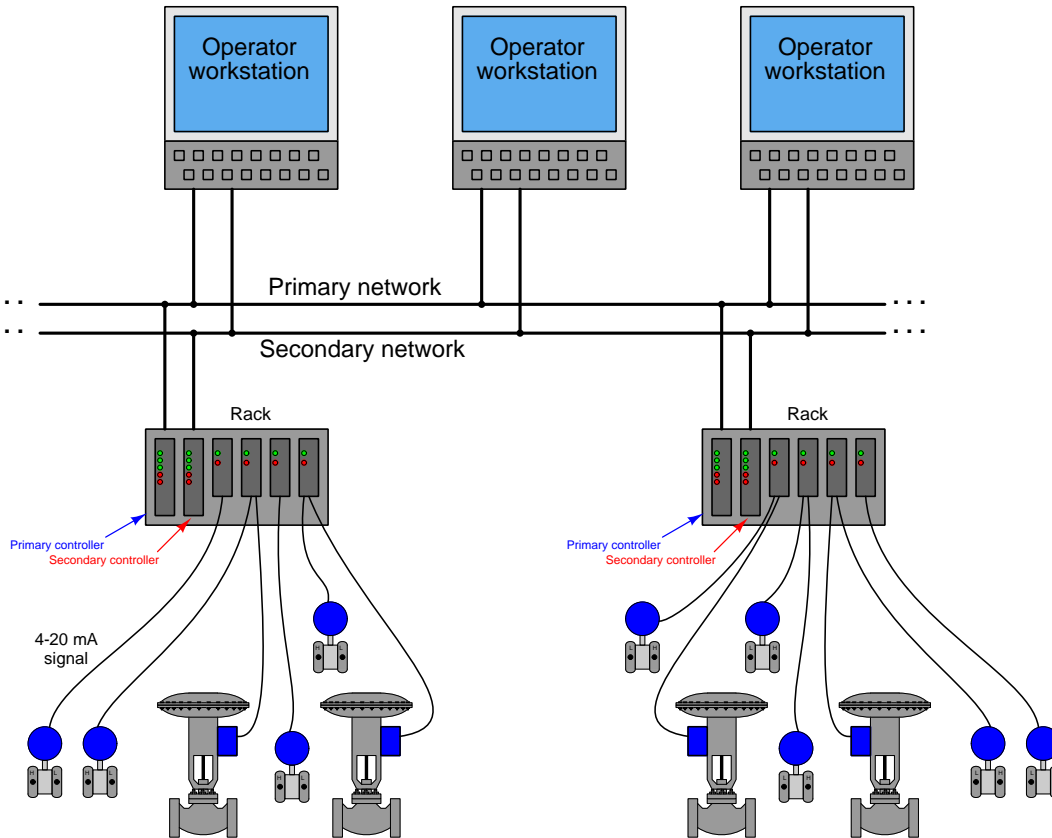 Operator
workstation
Operator
workstation
Operator
workstation
Primary network
. .
. . .
. .
. . .
Secondary network
Rack
Rack
Primary controller
Secondary controller
Primary controller
Secondary controller
4-20 mA
signal
H L
L H
L H
H L
H L
H L
H L
H L
H L